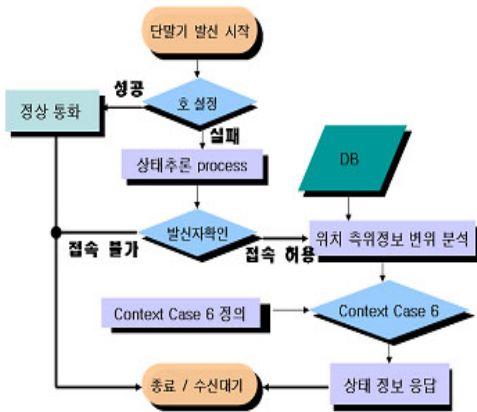 단말기 발신 시작
성공
정상 통화
호 설정
실패
상태추론 process
DB
발신자확인
접속 불가
접속 허용
위치 측위정보 변위 분석
Context Case 6 정의
Context Case 6
종료 / 수신대기
상태 정보 응답